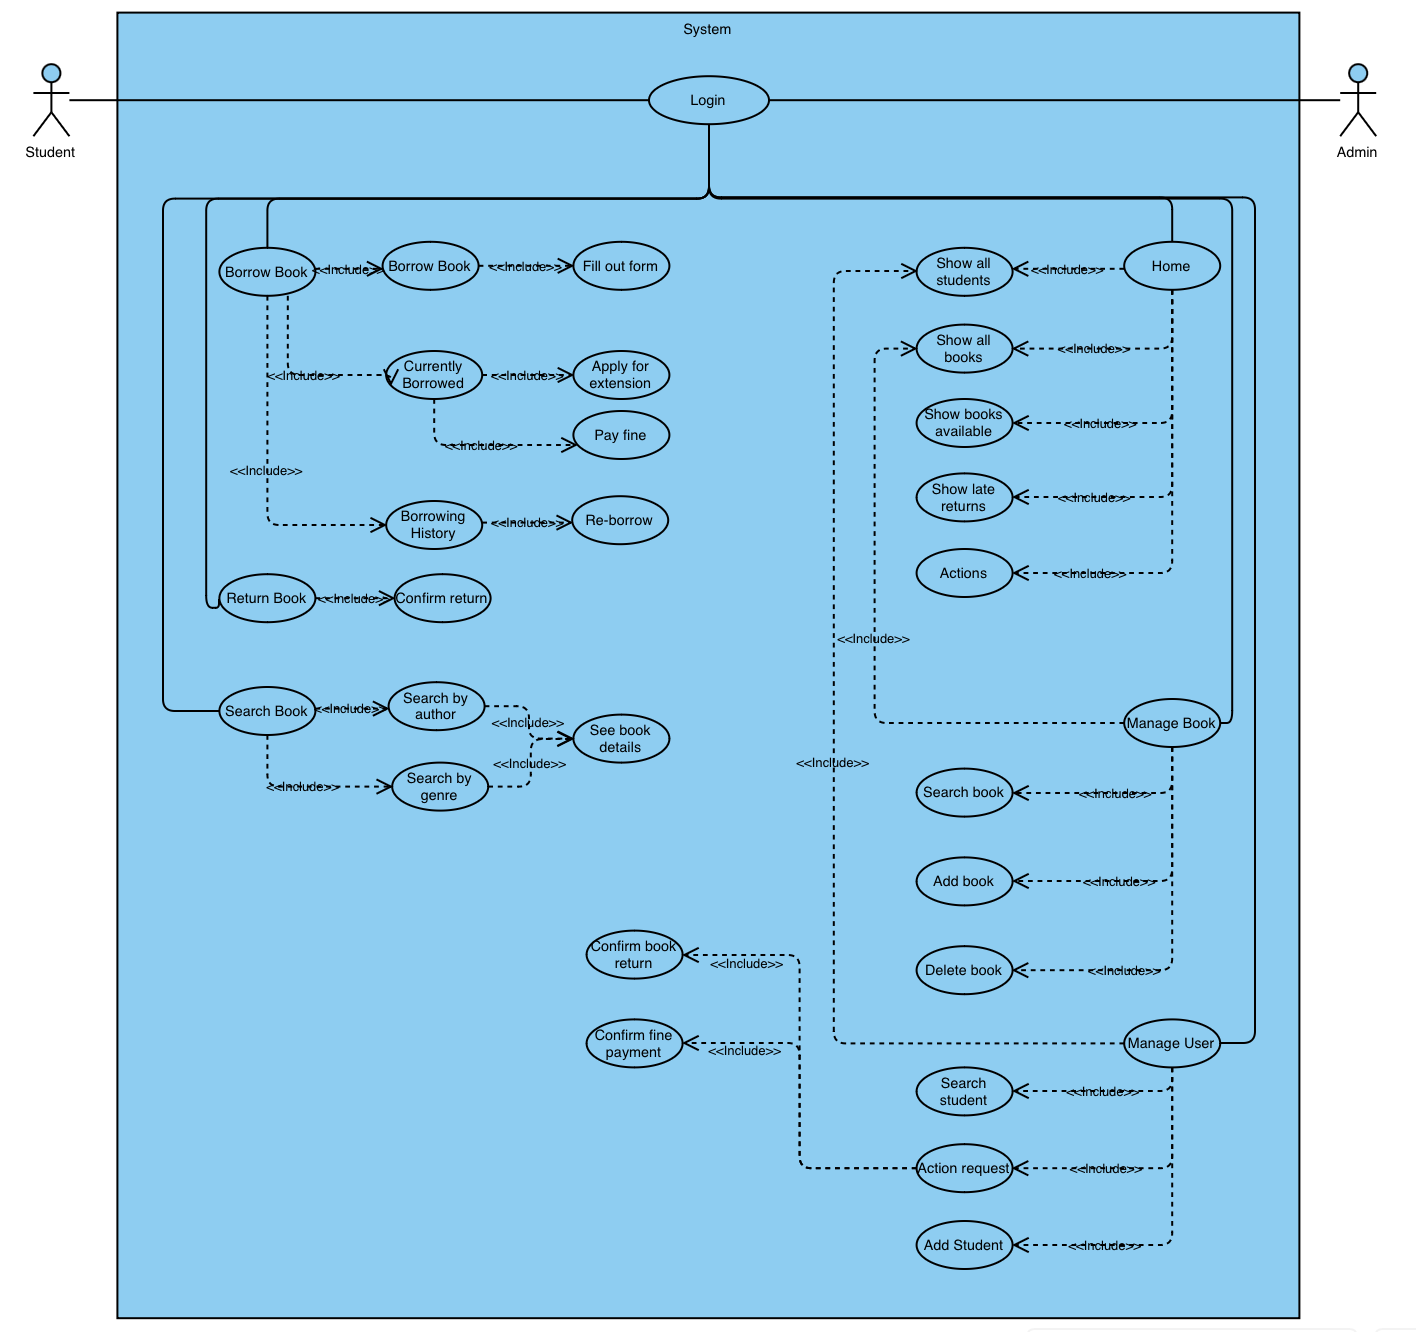 System
Login
Student
Admin
Borrow Book
<<Include>>
Borrow Book
<<Include>>
Fill out form
Show all
students
<<Include>>
Home
<<Include>>
Currently
Borrowed
<<Include>>
Apply for
extension
Show all
books
<<Include>>
<<Include>>
Pay fine
Show books
available
<<Include>>
<<Include>>
Borrowing
History
<<Include>>
Re-borrow
Show late
returns
<<Include>>
Actions
<<Include>>
Return Book
<<Include>>
Confirm return
<<Include>>
Search Book
<<Include>>
Search by
author
<<Include>>
See book
details
<<Include>>
Manage Book
<<Include>>
<<Include>>
Search by
genre
Search book
<<Include>>
Add book
<<Include>>
Confirm book
return
<<Include>>
Delete book
<<Include>>
Confirm fine
payment
<<Include>>
Manage User
Search
student
<<Include>>
Action request
<<Include>>
Add Student
<<Include>>